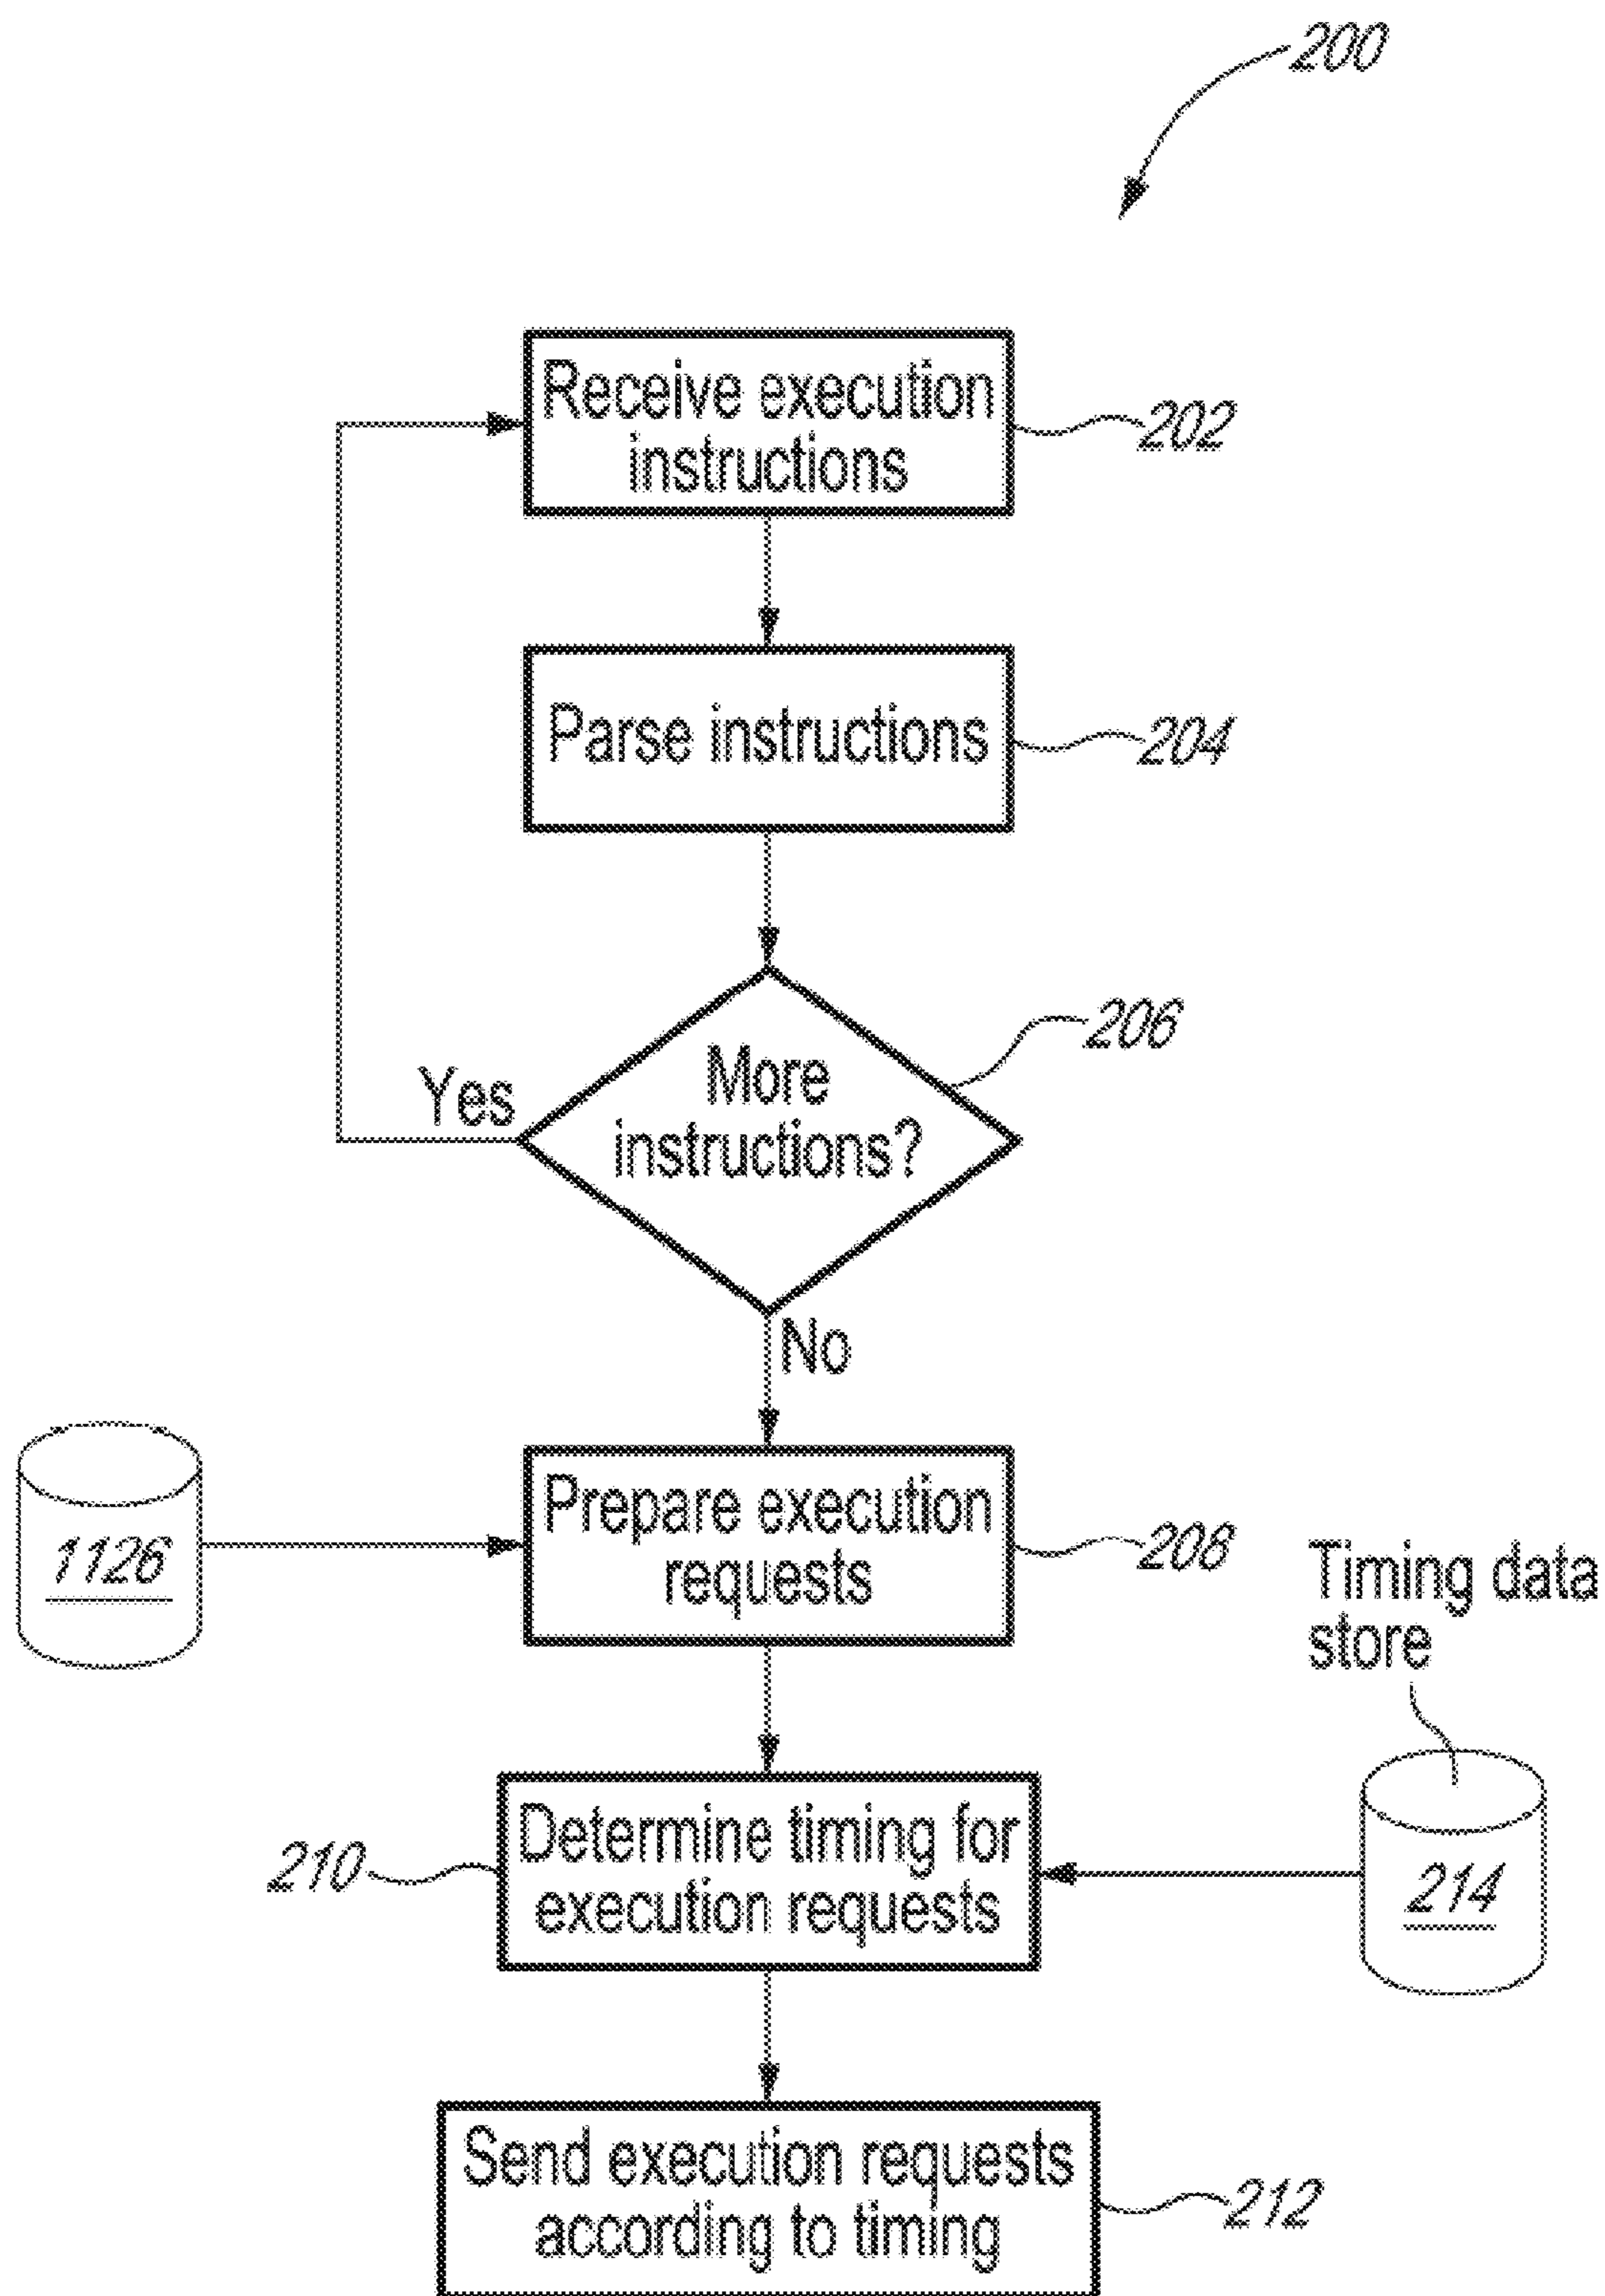 200
Receive execution
instructions
202
Parse instructions
204
206
More
instructions?
Yes
No
1126
Prepare execution
requests
208
Timing data
store
210
Determine timing for
execution requests
214
Send execution requests
according to timing
212